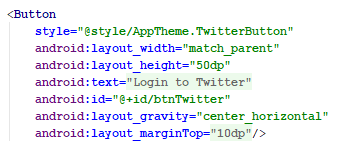 <Button
style="@style/AppTheme.TwitterButton"
android:layout_width="match_parent"
android:layout_height="50dp"
android:text="Login to Twitter"
android:id="@+id/btnTwitter"
android:layout_gravity="center_horizontal"
android:layout_marginTop="10dp"/>